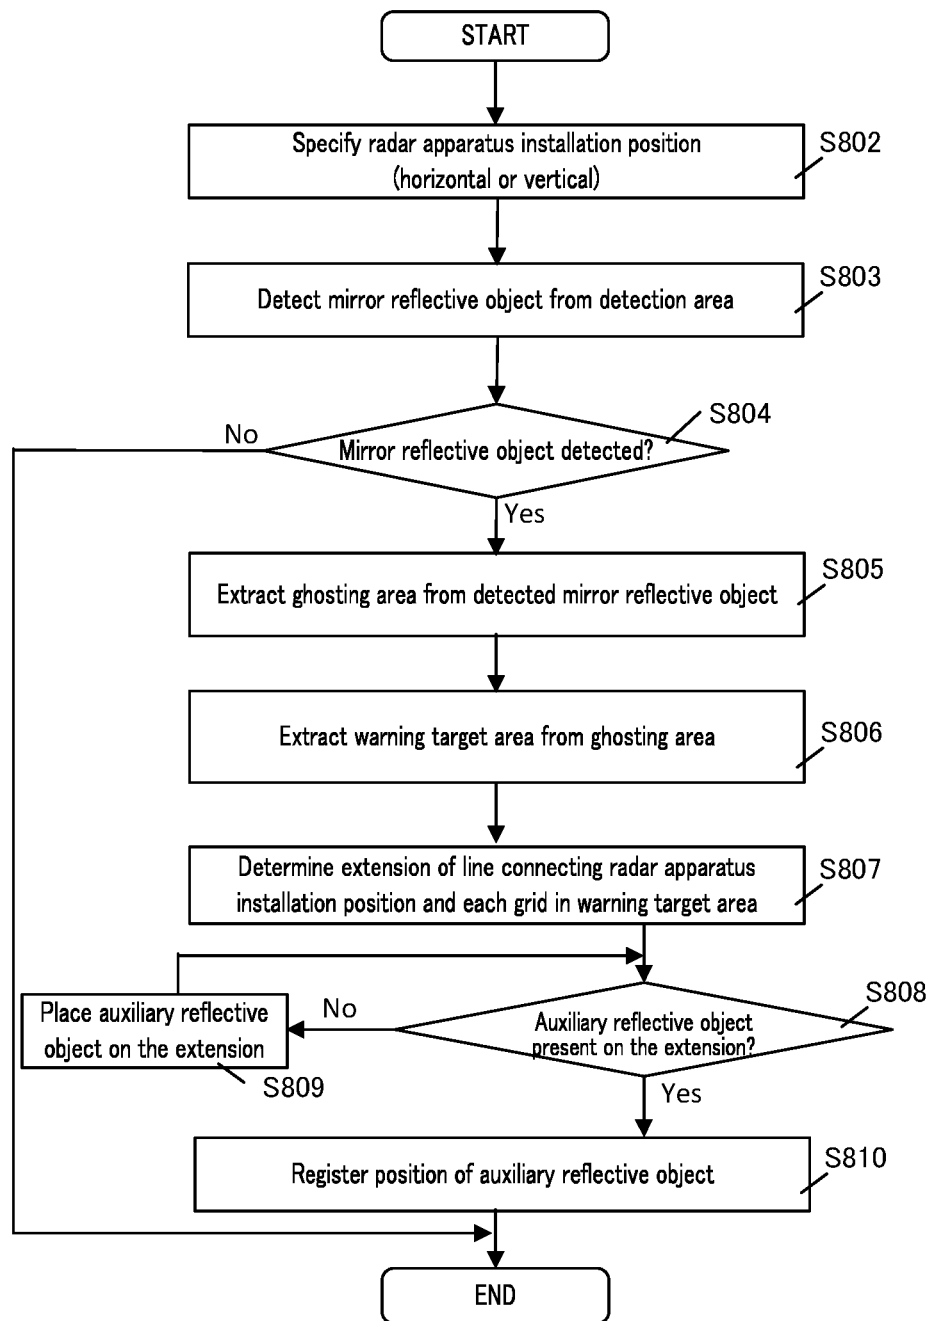 START
Specify radar apparatus installation position
(horizontal or vertical)
S802
Detect mirror reflective object from detection area
S803
Mirror reflective object detected?
S804
No
Yes
Extract ghosting area from detected mirror reflective object
S805
Extract warning target area from ghosting area
S806
Determine extension of line connecting radar apparatus
installation position and each grid in warning target area
S807
Auxiliary reflective object
present on the extension?
S808
No
Place auxiliary reflective
object on the extension
S809
Yes
Register position of auxiliary reflective object
S810
END